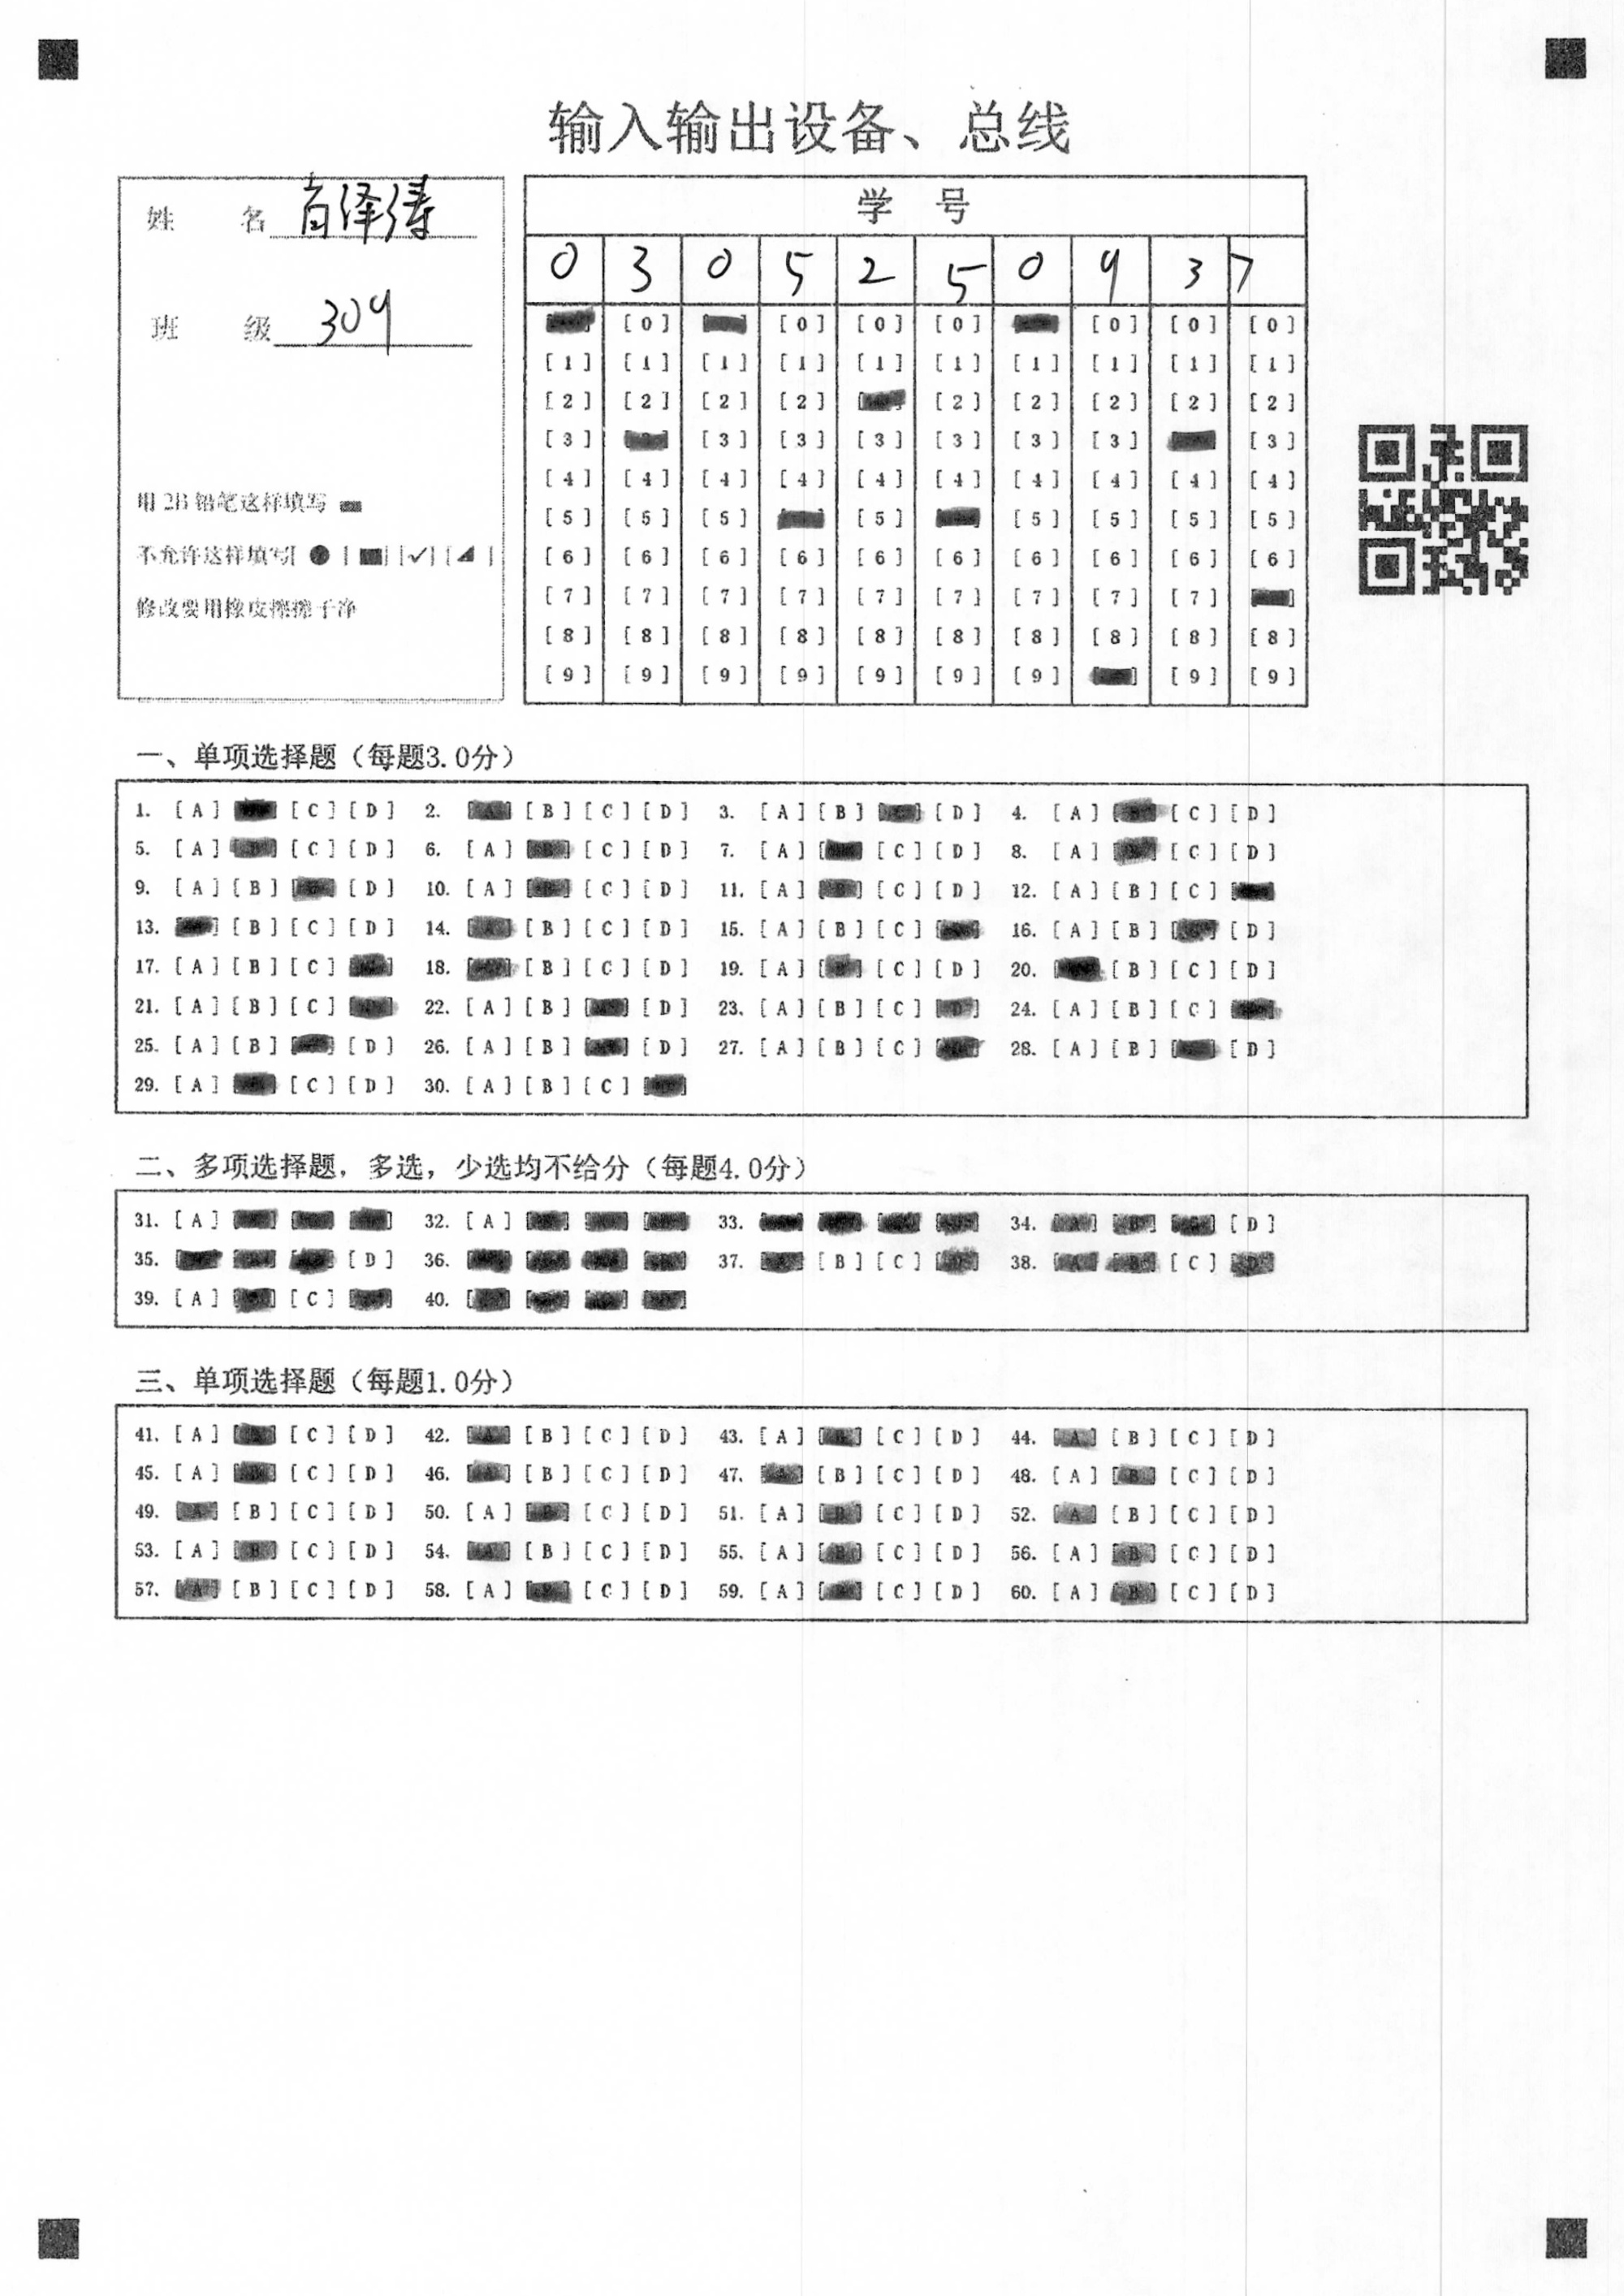 输入输出设备、总线
姓 名 肖泽涛
班 级 309
用 2B 铅笔这样填写
不允许这样填写[ ● ] [ ■ ] [✓] [◢ ]
修改要用橡皮擦擦干净
学 号
0 3 0 5 2 5 0 9 3 7
[0] [0] [0] [0] [0] [0] [0]
[1] [1] [1] [1] [1] [1] [1] [1] [1] [1]
[2] [2] [2] [2] [2] [2] [2] [2] [2]
[3] [3] [3] [3] [3] [3] [3] [3]
[4] [4] [4] [4] [4] [4] [4] [4] [4] [4]
[5] [5] [5] [5] [5] [5] [5] [5]
[6] [6] [6] [6] [6] [6] [6] [6] [6] [6]
[7] [7] [7] [7] [7] [7] [7] [7] [7]
[8] [8] [8] [8] [8] [8] [8] [8] [8] [8]
[9] [9] [9] [9] [9] [9] [9] [9] [9]
一、单项选择题（每题3.0分）
1. [A] [C] [D] 2. [A] [B] [C] [D] 3. [A] [B] [C] [D] 4. [A] [C] [D]
5. [A] [B] [C] [D] 6. [A] [B] [C] [D] 7. [A] [C] [D] 8. [A] [B] [C] [D]
9. [A] [B] [D] 10. [A] [B] [C] [D] 11. [A] [B] [C] [D] 12. [A] [B] [C]
13. [B] [C] [D] 14. [A] [B] [C] [D] 15. [A] [B] [C] 16. [A] [B] [D]
17. [A] [B] [C] 18. [B] [C] [D] 19. [A] [B] [C] [D] 20. [B] [C] [D]
21. [A] [B] [C] 22. [A] [B] [D] 23. [A] [B] [C] [D] 24. [A] [B] [C]
25. [A] [B] [D] 26. [A] [B] [D] 27. [A] [B] [C] 28. [A] [B] [D]
29. [A] [C] [D] 30. [A] [B] [C]
二、多项选择题，多选，少选均不给分（每题4.0分）
31. [A] 32. [A] 33. 34. [A] [B] [D]
35. [D] 36. 37. [A] [B] [C] [D] 38. [A] [B] [C] [D]
39. [A] [C] 40.
三、单项选择题（每题1.0分）
41. [A] [C] [D] 42. [A] [B] [C] [D] 43. [A] [B] [C] [D] 44. [A] [B] [C] [D]
45. [A] [C] [D] 46. [A] [B] [C] [D] 47. [A] [B] [C] [D] 48. [A] [B] [C] [D]
49. [A] [B] [C] [D] 50. [A] [B] [C] [D] 51. [A] [B] [C] [D] 52. [A] [B] [C] [D]
53. [A] [B] [C] [D] 54. [A] [B] [C] [D] 55. [A] [B] [C] [D] 56. [A] [B] [C] [D]
57. [A] [B] [C] [D] 58. [A] [B] [C] [D] 59. [A] [B] [C] [D] 60. [A] [B] [C] [D]